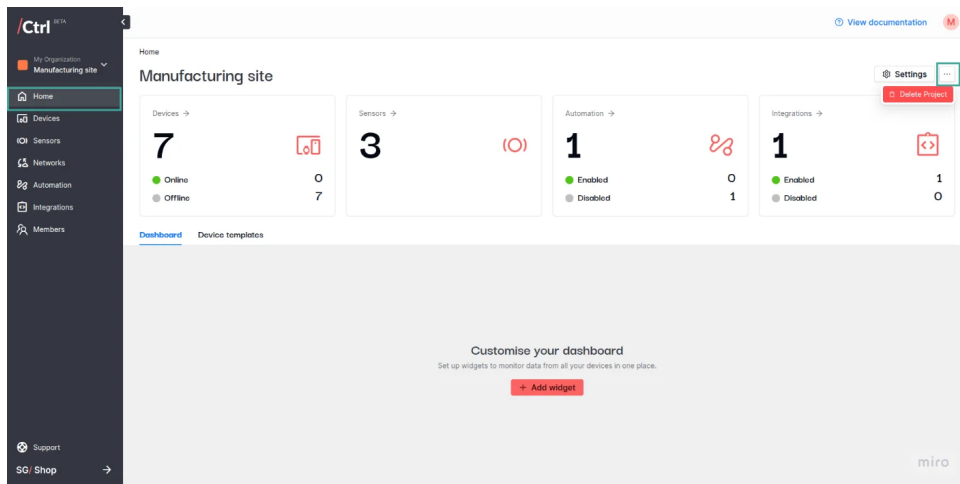 /Ctrl BETA
My Organization
Manufacturing site
Home
Devices
Sensors
Networks
Automation
Integrations
Members
Support
SG/ Shop →
View documentation
M
Home
Manufacturing site
Settings
...
Delete Project
Devices →
7
Online 0
Offline 7
Sensors →
3
Automation →
1
Enabled 0
Disabled 1
Integrations →
1
Enabled 1
Disabled 0
Dashboard Device templates
Customise your dashboard
Set up widgets to monitor data from all your devices in one place.
+ Add widget
miro